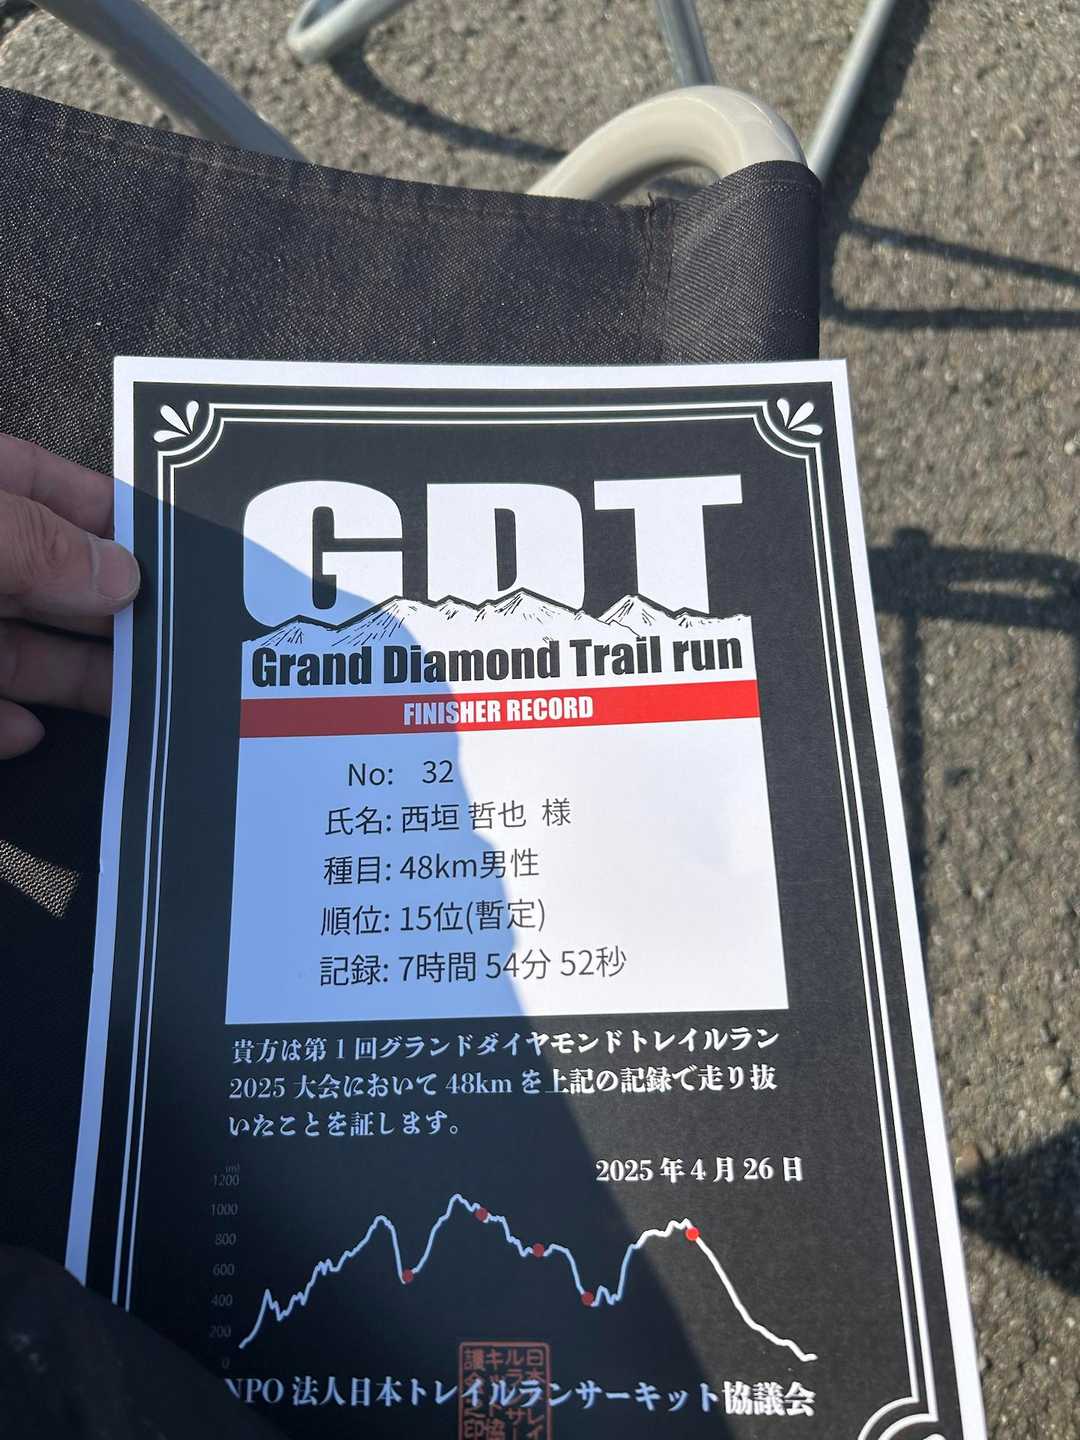 GDT
Grand Diamond Trail run
FINISHER RECORD
No: 32
氏名: 西垣 哲也 様
種目: 48km男性
順位: 15位(暫定)
記録: 7時間 54分 52秒
貴方は第1回グランドダイヤモンドトレイルラン
2025 大会において 48km を上記の記録で走り抜
いたことを証します。
2025 年 4 月 26 日
(m)
1200
1000
800
600
400
200
0
NPO 法人日本トレイルランサーキット協議会